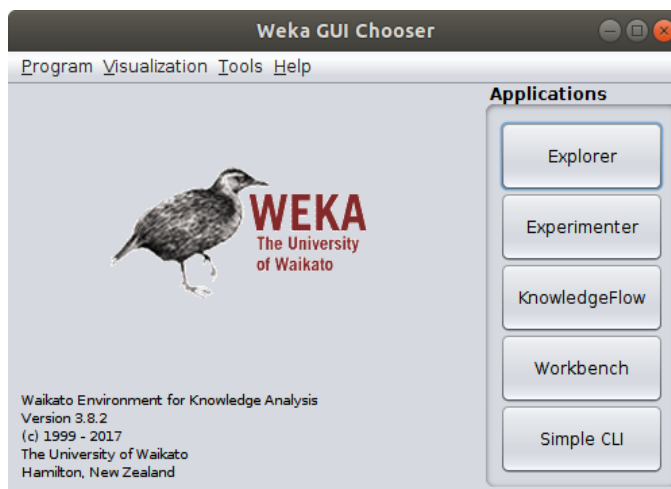 Weka GUI Chooser
Program Visualization Tools Help
Applications
Explorer
Experimenter
KnowledgeFlow
Workbench
Simple CLI
WEKA
The University
of Waikato
Waikato Environment for Knowledge Analysis
Version 3.8.2
(c) 1999 - 2017
The University of Waikato
Hamilton, New Zealand